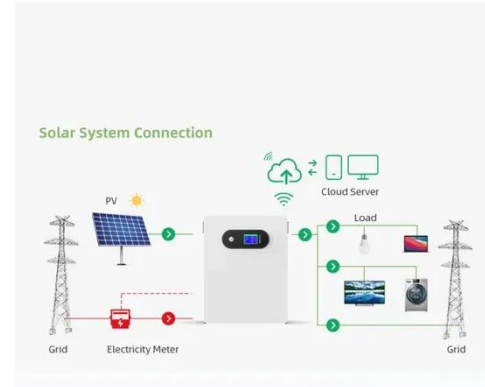 Solar System Connection
Cloud Server
PV
Load
Grid
Electricity Meter
Grid